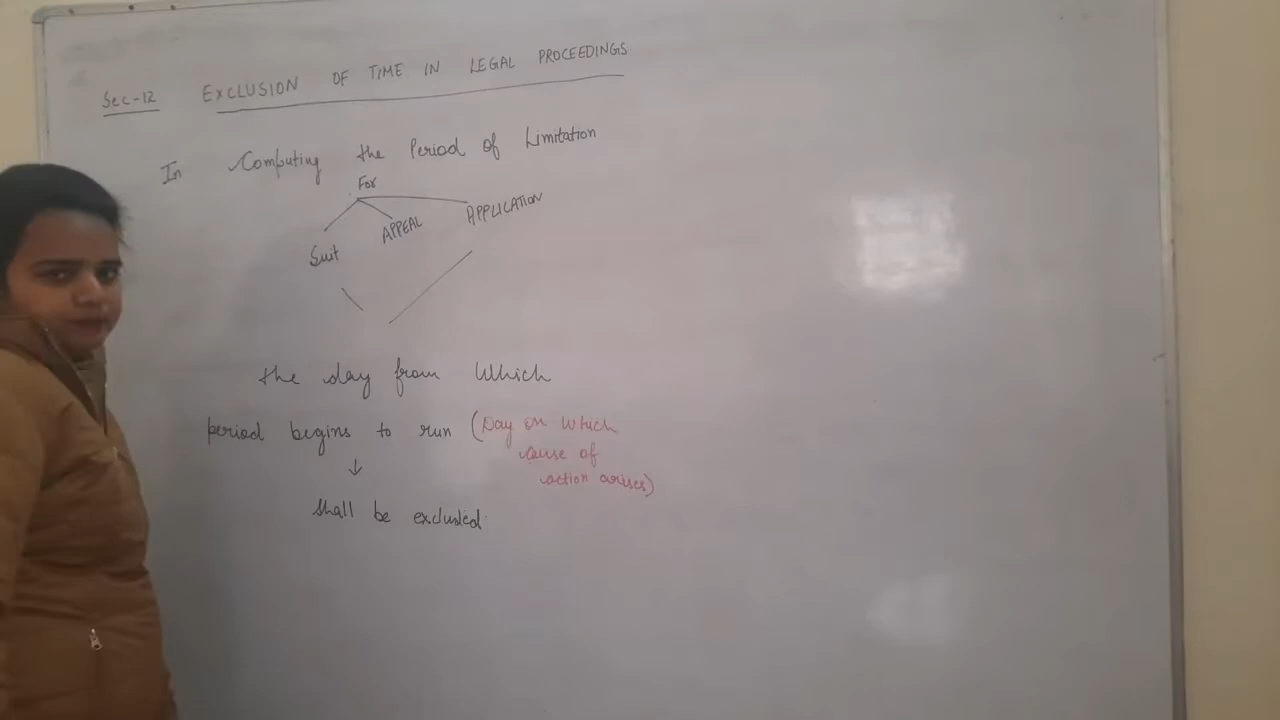 Sec-12 EXCLUSION OF TIME IN LEGAL PROCEEDINGS
In Computing the Period of Limitation
For
Suit APPEAL APPLICATION
the day from Which
period begins to run (Day on Which
cause of
action arises)
↓
shall be excluded